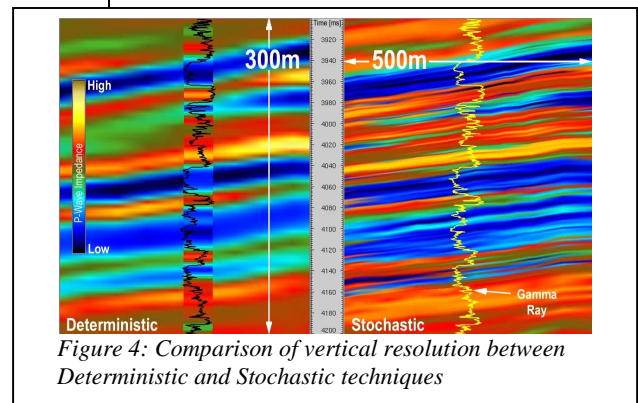 Time [ms]
300m
500m
High
P-Wave Impedance
Low
3920
3940
3960
3980
4000
4020
4040
4060
4080
4100
4120
4140
4160
4180
4200
Gamma
Ray
Deterministic
Stochastic
Figure 4: Comparison of vertical resolution between
Deterministic and Stochastic techniques